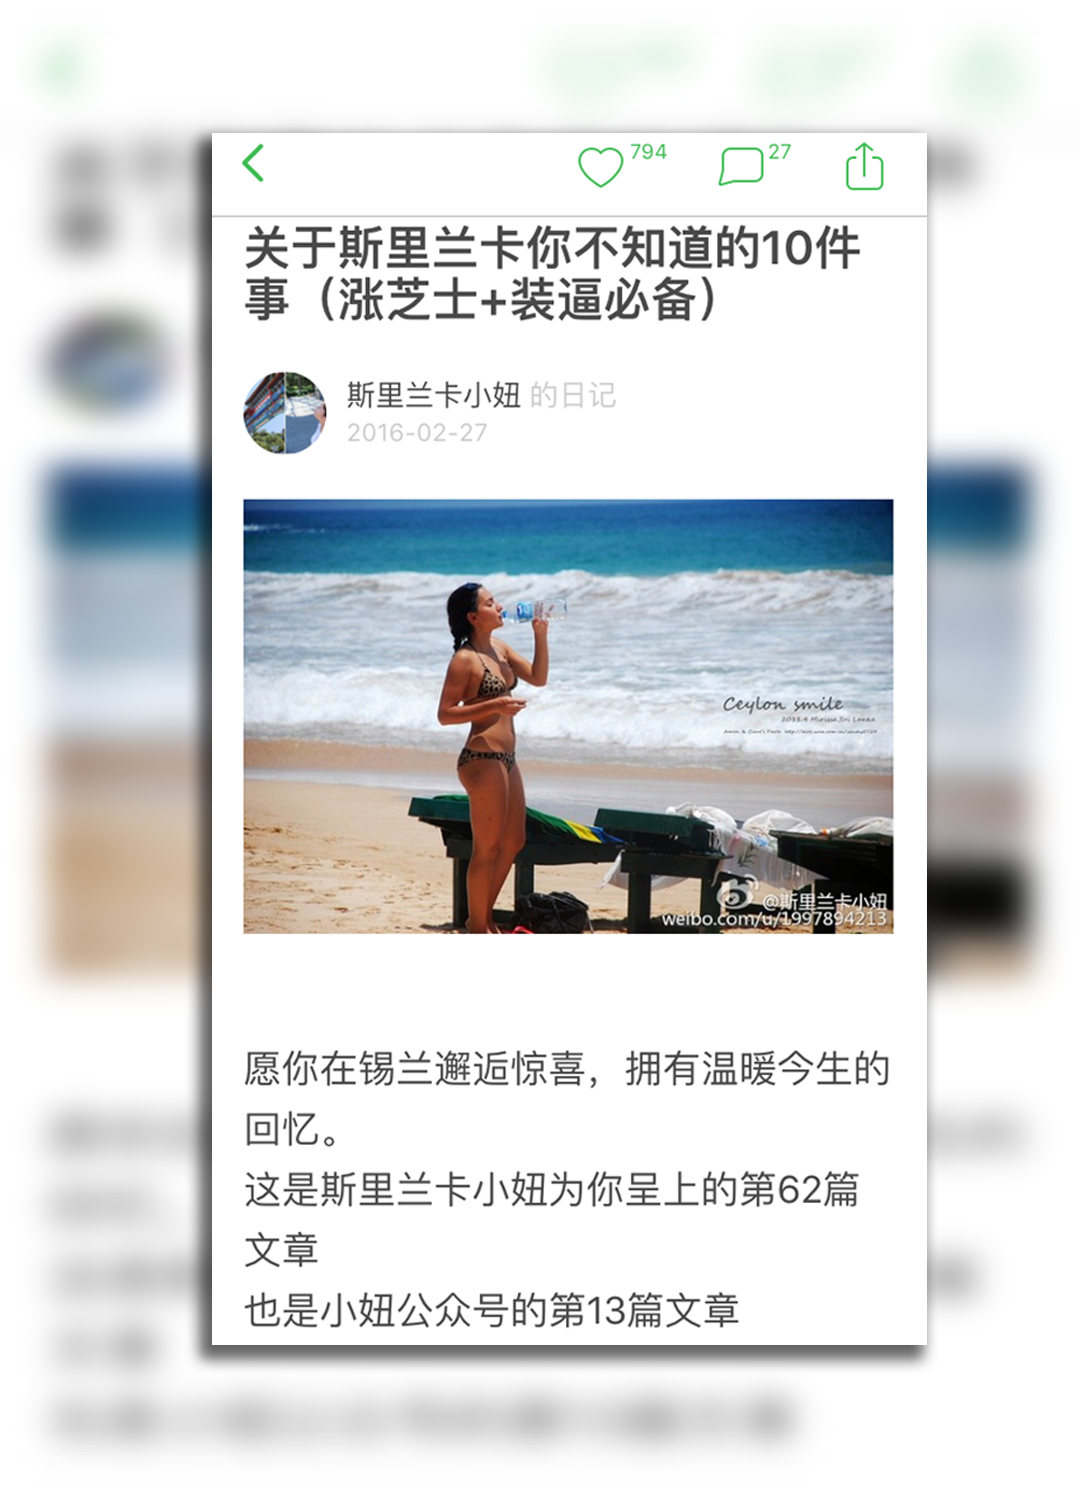 794
27
关于斯里兰卡你不知道的10件
事（涨芝士+装逼必备）
斯里兰卡小妞 的日记
2016-02-27
Ceylon smile
@斯里兰卡小妞
weibo.com/u/1997894213
愿你在锡兰邂逅惊喜，拥有温暖今生的
回忆。
这是斯里兰卡小妞为你呈上的第62篇
文章
也是小妞公众号的第13篇文章